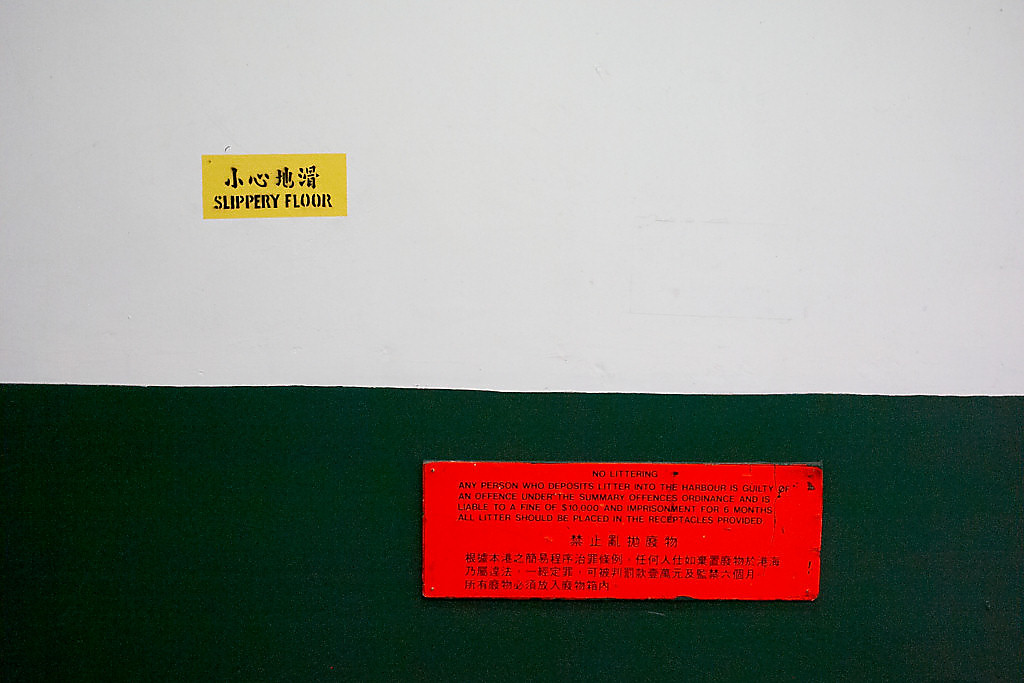 小心地滑
SLIPPERY FLOOR
NO LITTERING
ANY PERSON WHO DEPOSITS LITTER INTO THE HARBOUR IS GUILTY OF
AN OFFENCE UNDER THE SUMMARY OFFENCES ORDINANCE AND IS
LIABLE TO A FINE OF $10,000 AND IMPRISONMENT FOR 6 MONTHS
ALL LITTER SHOULD BE PLACED IN THE RECEPTACLES PROVIDED.
禁止亂拋廢物
根據本港之簡易程序治罪條例，任何人仕如棄置廢物於港海
乃屬違法，一經定罪，可被判罰款壹萬元及監禁六個月。
所有廢物必須放入廢物箱內。